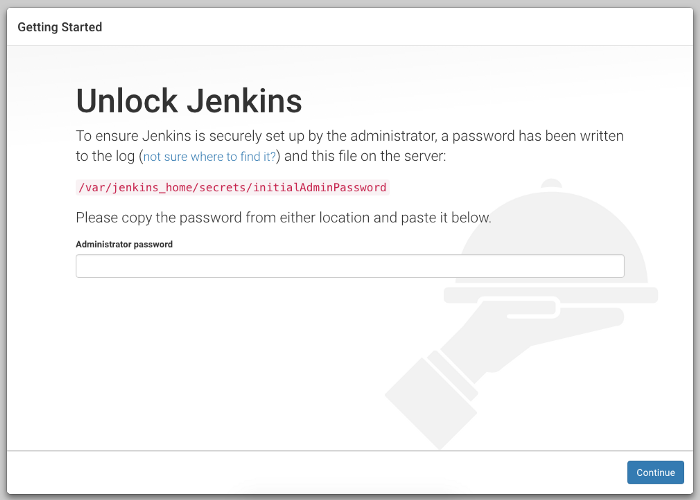 Getting Started
Unlock Jenkins
To ensure Jenkins is securely set up by the administrator, a password has been written
to the log (not sure where to find it?) and this file on the server:
/var/jenkins_home/secrets/initialAdminPassword
Please copy the password from either location and paste it below.
Administrator password
Continue